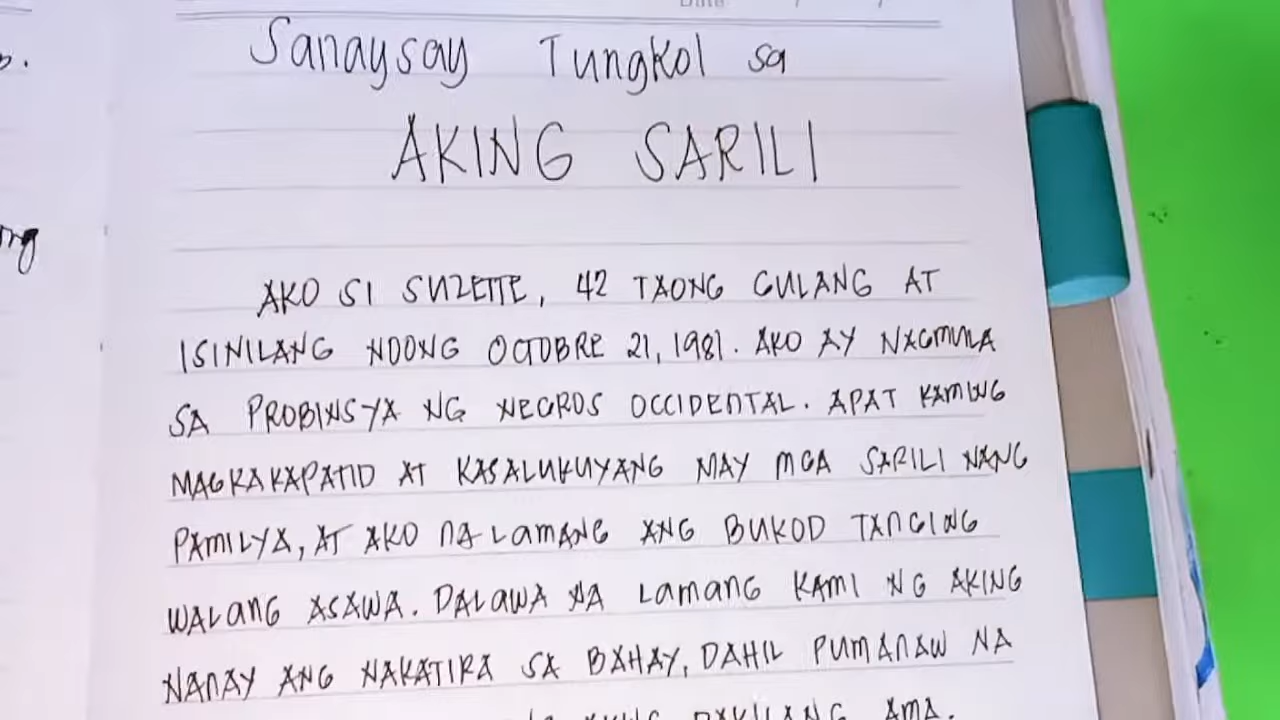 Date
Sanaysay Tungkol sa
AKING SARILI
AKO SI SUZETTE, 42 TAONG GULANG AT
ISINILANG NOONG OCTOBRE 21, 1981. AKO AY NAGMULA
SA PROBINSYA NG NEGROS OCCIDENTAL. APAT KAMING
MAGKAKAPATID AT KASALUKUYANG MAY MGA SARILI NANG
PAMILYA, AT AKO NA LAMANG ANG BUKOD TANGING
WALANG ASAWA. DALAWA NA LAMANG KAMI NG AKING
NANAY ANG NAKATIRA SA BAHAY, DAHIL PUMANAW NA
AMA.